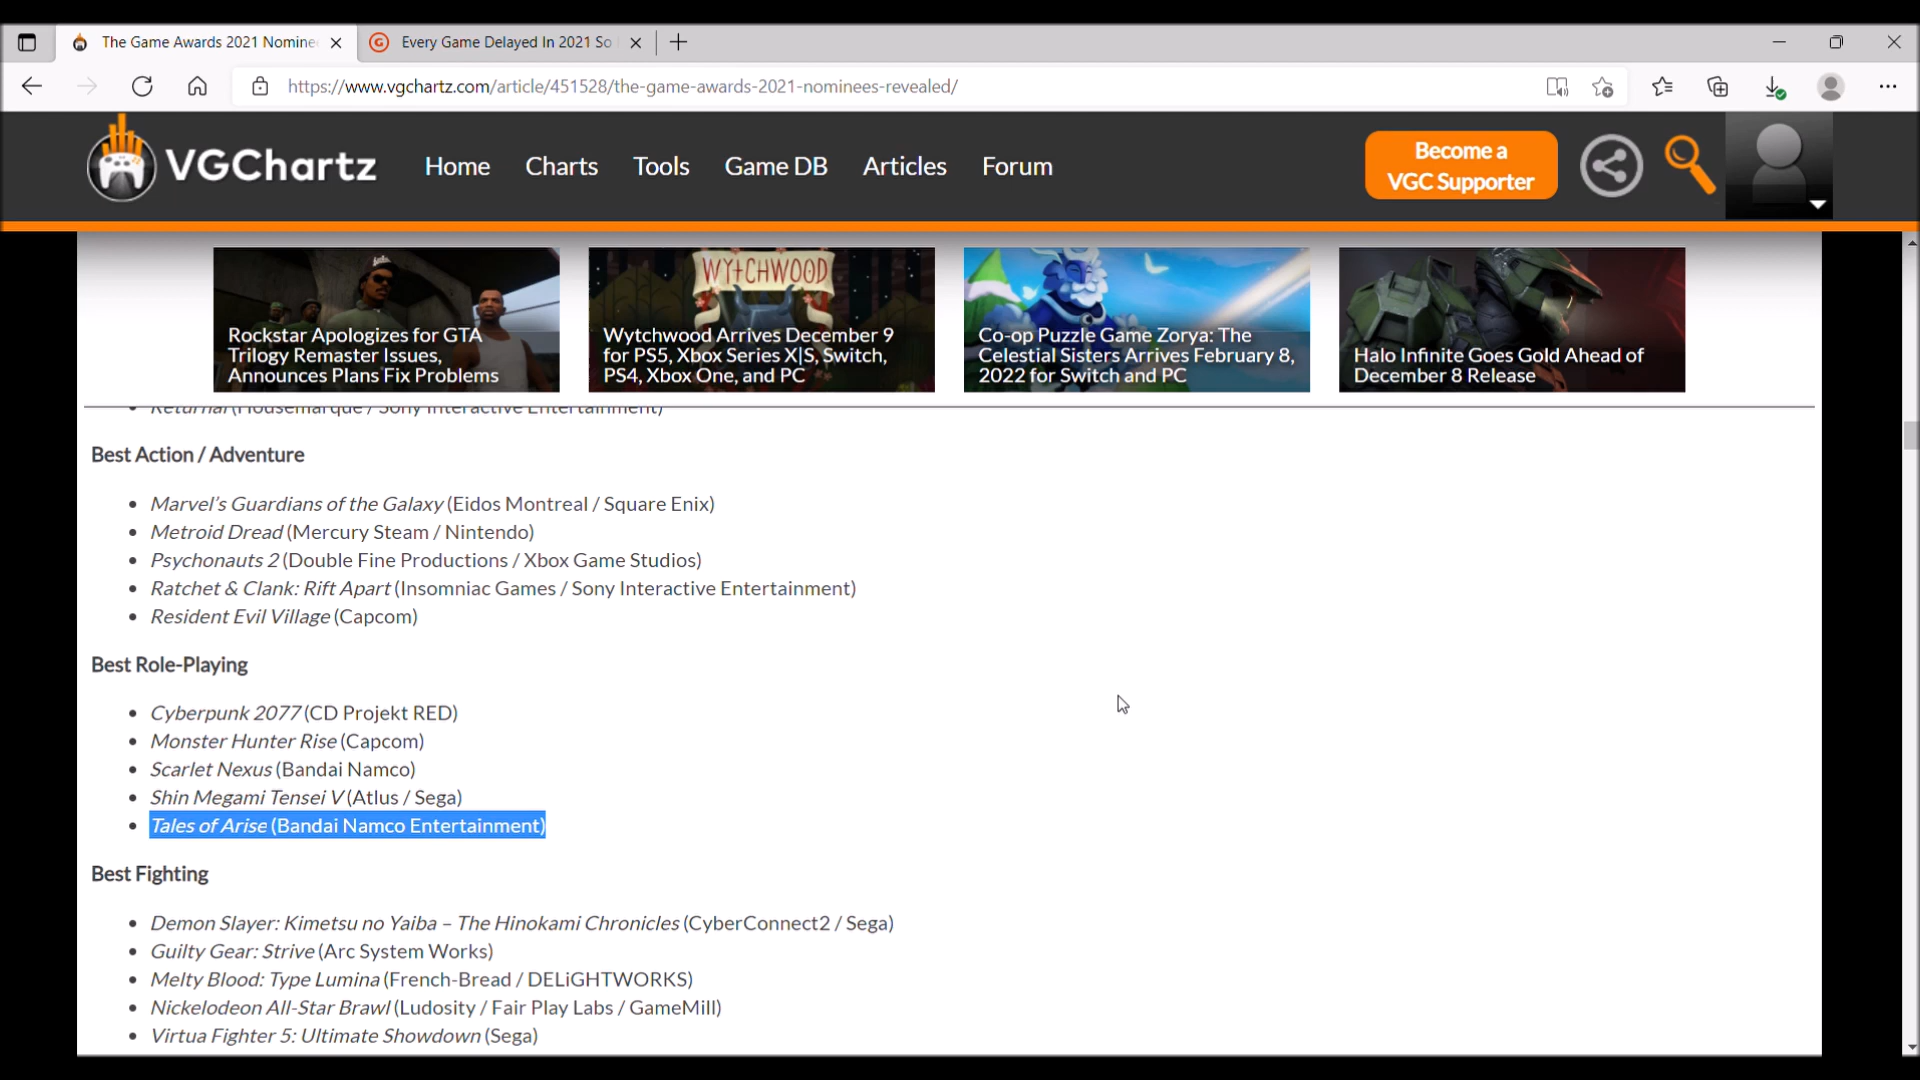 The Game Awards 2021 Nomine
Every Game Delayed In 2021 So
https://www.vgchartz.com/article/451528/the-game-awards-2021-nominees-revealed/
VGChartz
Home
Charts
Tools
Game DB
Articles
Forum
Become a
VGC Supporter
Rockstar Apologizes for GTA
Trilogy Remaster Issues,
Announces Plans Fix Problems
WYTCHWOOD
Wytchwood Arrives December 9
for PS5, Xbox Series X|S, Switch,
PS4, Xbox One, and PC
Co-op Puzzle Game Zorya: The
Celestial Sisters Arrives February 8,
2022 for Switch and PC
Halo Infinite Goes Gold Ahead of
December 8 Release
Returnal (Housemarque / Sony Interactive Entertainment)
Best Action / Adventure
Marvel's Guardians of the Galaxy (Eidos Montreal / Square Enix)
Metroid Dread (Mercury Steam / Nintendo)
Psychonauts 2 (Double Fine Productions / Xbox Game Studios)
Ratchet & Clank: Rift Apart (Insomniac Games / Sony Interactive Entertainment)
Resident Evil Village (Capcom)
Best Role-Playing
Cyberpunk 2077 (CD Projekt RED)
Monster Hunter Rise (Capcom)
Scarlet Nexus (Bandai Namco)
Shin Megami Tensei V (Atlus / Sega)
Tales of Arise (Bandai Namco Entertainment)
Best Fighting
Demon Slayer: Kimetsu no Yaiba – The Hinokami Chronicles (CyberConnect2 / Sega)
Guilty Gear: Strive (Arc System Works)
Melty Blood: Type Lumina (French-Bread / DELiGHTWORKS)
Nickelodeon All-Star Brawl (Ludosity / Fair Play Labs / GameMill)
Virtua Fighter 5: Ultimate Showdown (Sega)